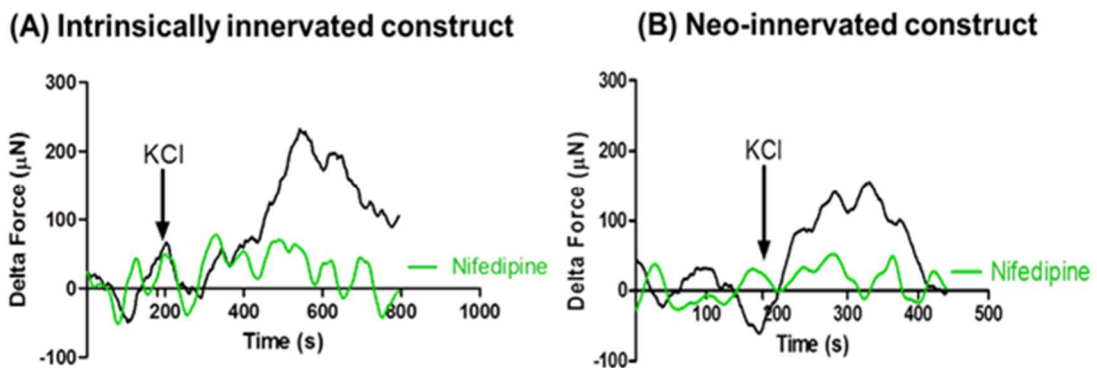 (A) Intrinsically innervated construct
Delta Force (µN)
300
200
100
0
-100
KCl
200
400
600
800
1000
Time (s)
Nifedipine
(B) Neo-innervated construct
Delta Force (µN)
300
200
100
0
-100
KCl
100
200
300
400
500
Time (s)
Nifedipine